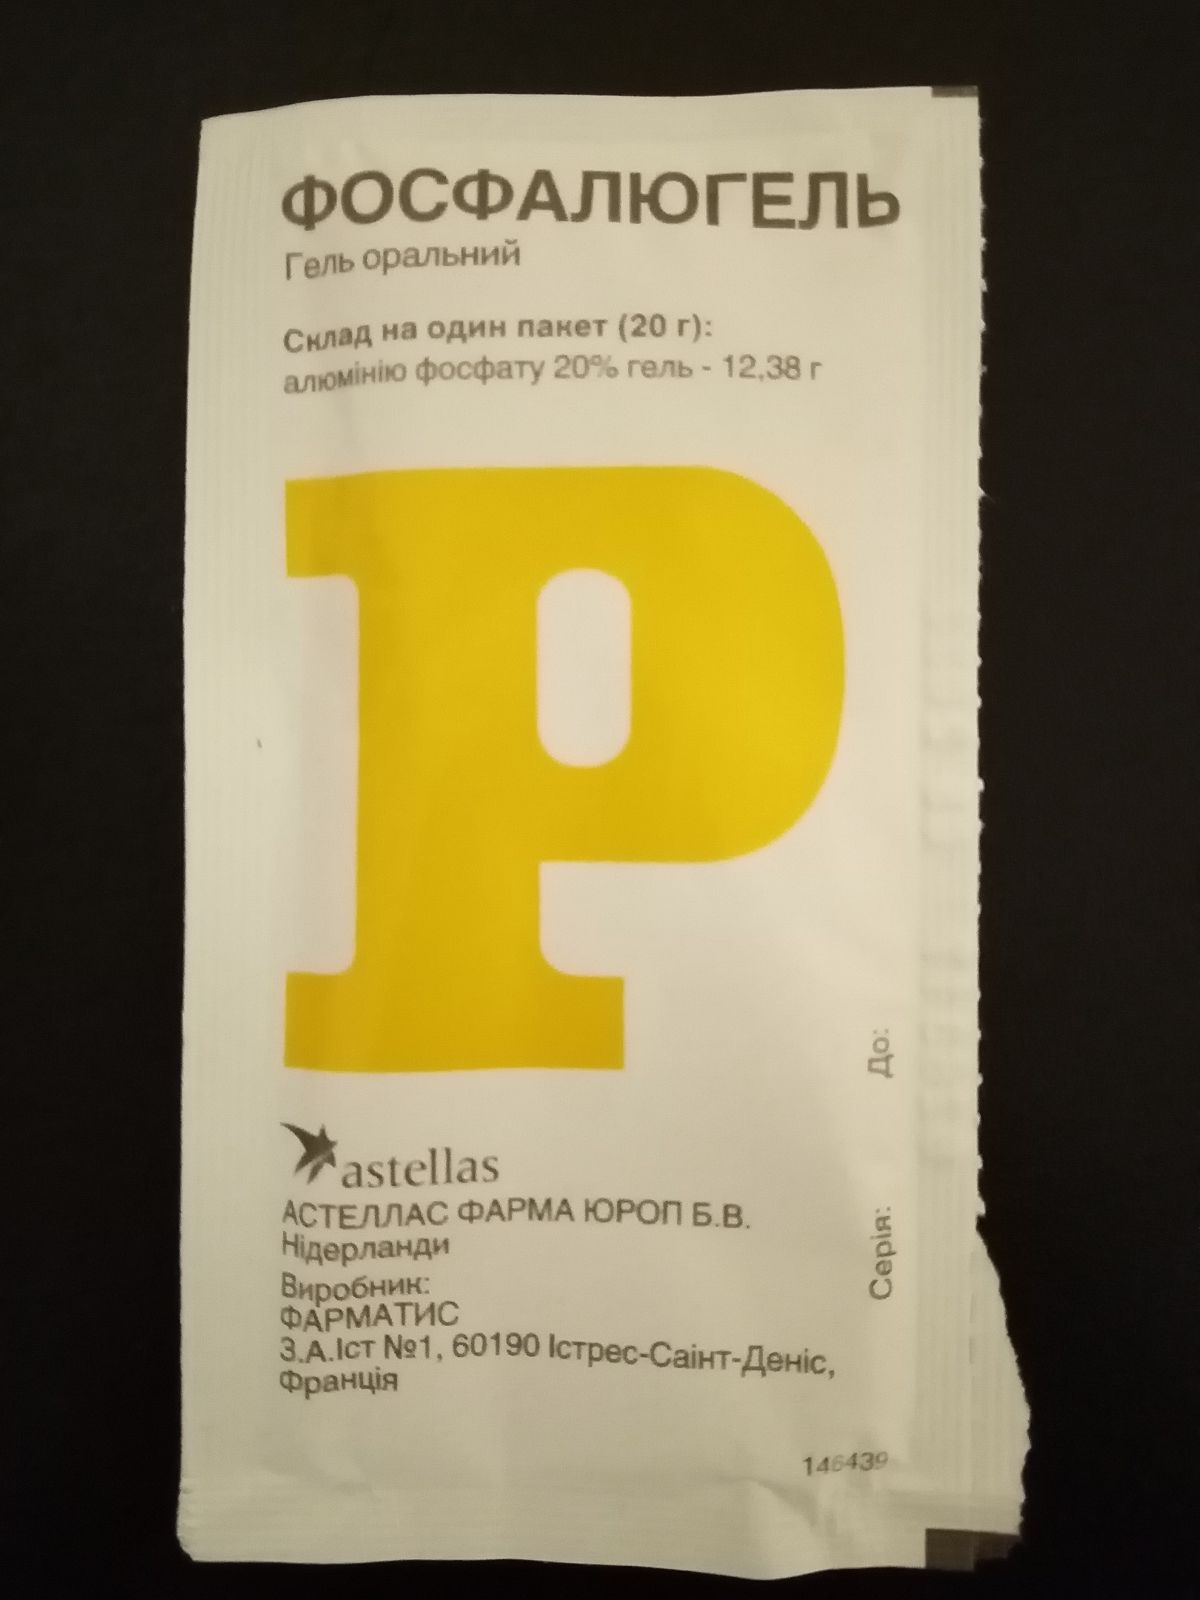 ФОСФАЛЮГЕЛЬ
Гель оральний
Склад на один пакет (20 г):
алюмінію фосфату 20% гель - 12,38 г
P
astellas
АСТЕЛЛАС ФАРМА ЮРОП Б.В.
Нідерланди
Виробник:
ФАРМАТИС
З.А.Іст №1, 60190 Істрес-Саінт-Деніс,
Франція
До:
Серія:
146439